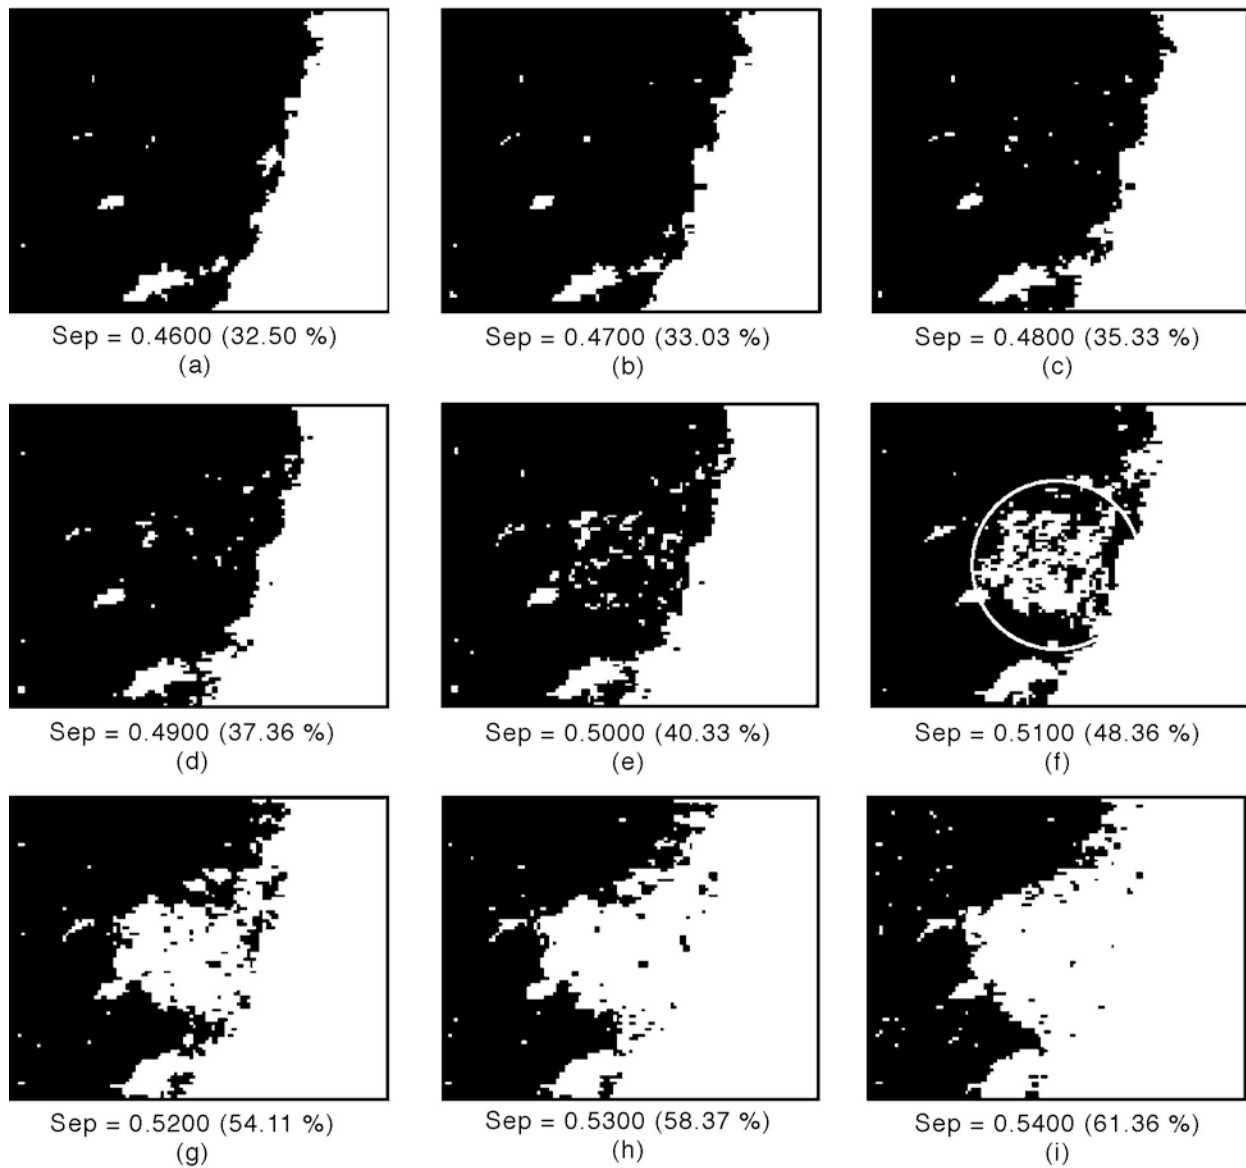 Sep = 0.4600 (32.50 %)
(a)
Sep = 0.4700 (33.03 %)
(b)
Sep = 0.4800 (35.33 %)
(c)
Sep = 0.4900 (37.36 %)
(d)
Sep = 0.5000 (40.33 %)
(e)
Sep = 0.5100 (48.36 %)
(f)
Sep = 0.5200 (54.11 %)
(g)
Sep = 0.5300 (58.37 %)
(h)
Sep = 0.5400 (61.36 %)
(i)